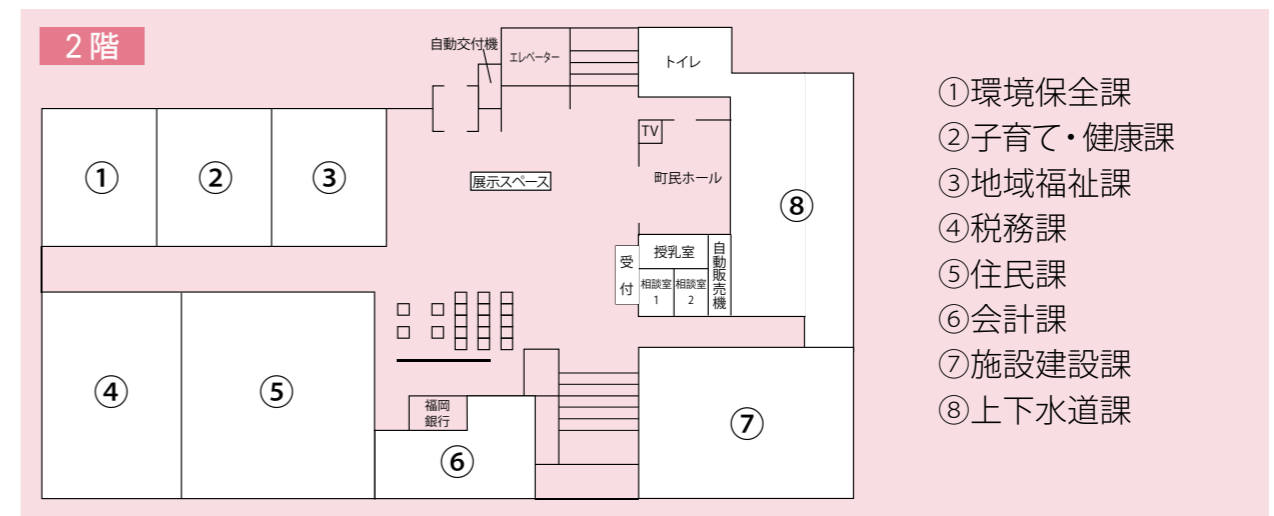 2階
自動交付機
エレベーター
トイレ
TV
①
②
③
展示スペース
町民ホール
⑧
受付
授乳室
自動販売機
相談室
1
相談室
2
④
⑤
福岡
銀行
⑥
⑦
①環境保全課
②子育て・健康課
③地域福祉課
④税務課
⑤住民課
⑥会計課
⑦施設建設課
⑧上下水道課